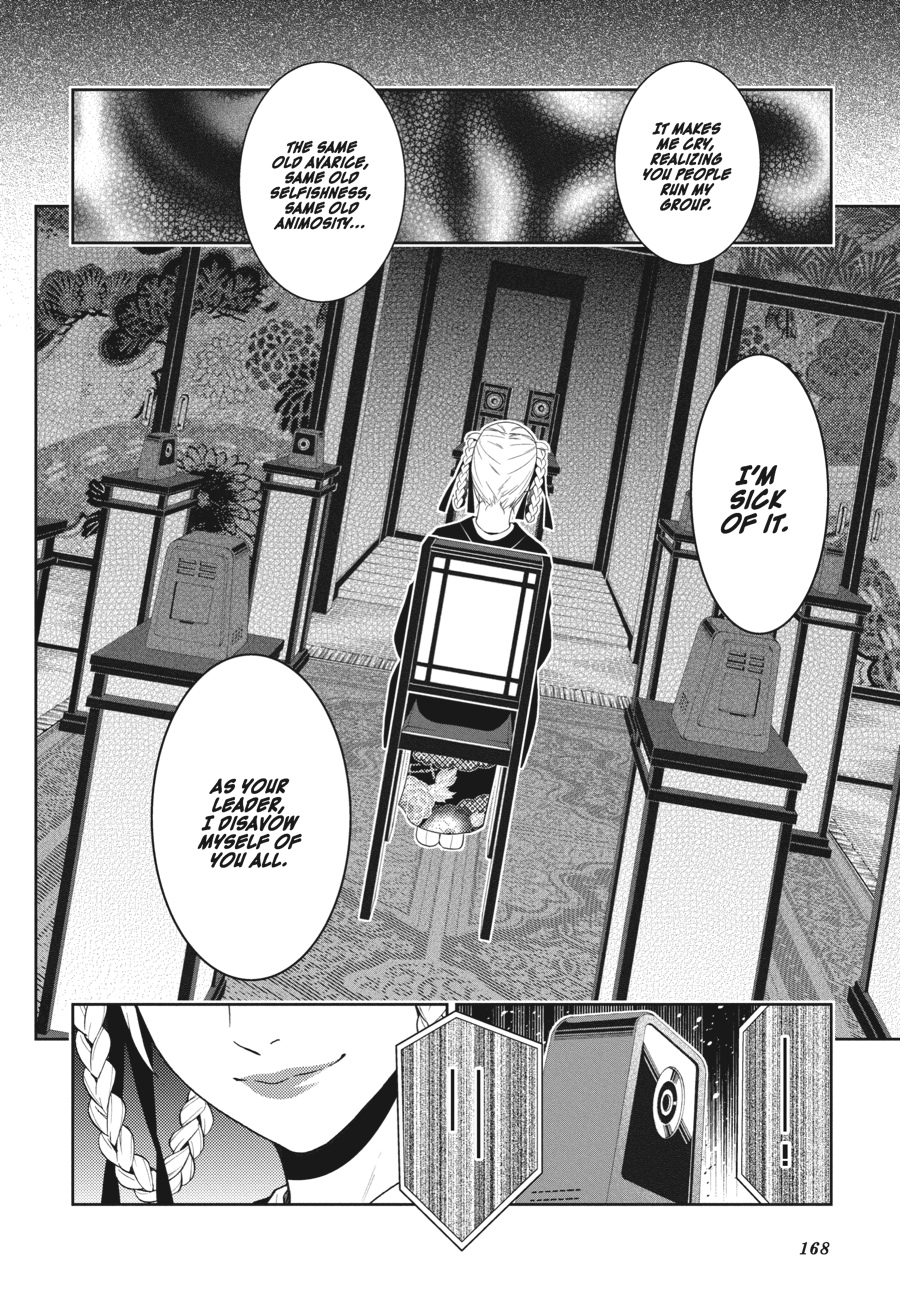 IT MAKES
ME CRY,
REALIZING
YOU PEOPLE
RUN MY
GROUP.
THE SAME
OLD AVARICE,
SAME OLD
SELFISHNESS,
SAME OLD
ANIMOSITY...
I'M
SICK
OF IT.
AS YOUR
LEADER,
I DISAVOW
MYSELF OF
YOU ALL.
—!
— —
168